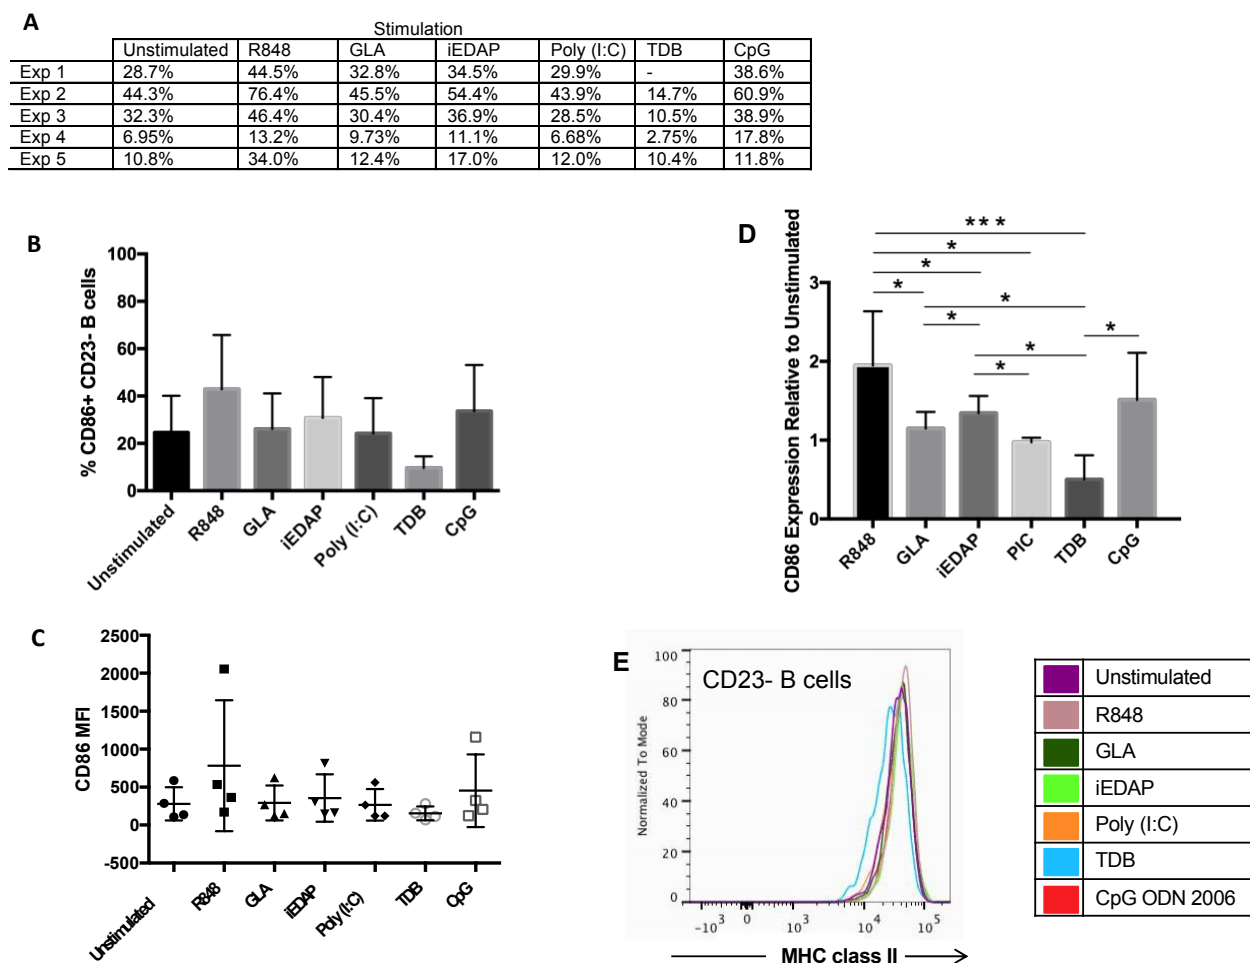 A
Stimulation
Unstimulated R848 GLA iEDAP Poly (I:C) TDB CpG
Exp 1 28.7% 44.5% 32.8% 34.5% 29.9% - 38.6%
Exp 2 44.3% 76.4% 45.5% 54.4% 43.9% 14.7% 60.9%
Exp 3 32.3% 46.4% 30.4% 36.9% 28.5% 10.5% 38.9%
Exp 4 6.95% 13.2% 9.73% 11.1% 6.68% 2.75% 17.8%
Exp 5 10.8% 34.0% 12.4% 17.0% 12.0% 10.4% 11.8%
B
% CD86+ CD23- B cells
100
80
60
40
20
0
Unstimulated R848 GLA iEDAP Poly (I:C) TDB CpG
D
CD86 Expression Relative to Unstimulated
***
*
*
* *
* *
*
*
3
2
1
0
R848 GLA iEDAP PIC TDB CpG
C
CD86 MFI
2500
2000
1500
1000
500
0
-500
Unstimulated R848 GLA iEDAP Poly(I:C) TDB CpG
E
CD23- B cells
Normalized To Mode
100
80
60
40
20
0
-10³ 0 10³ 10⁴ 10⁵
MHC class II
Unstimulated
R848
GLA
iEDAP
Poly (I:C)
TDB
CpG ODN 2006